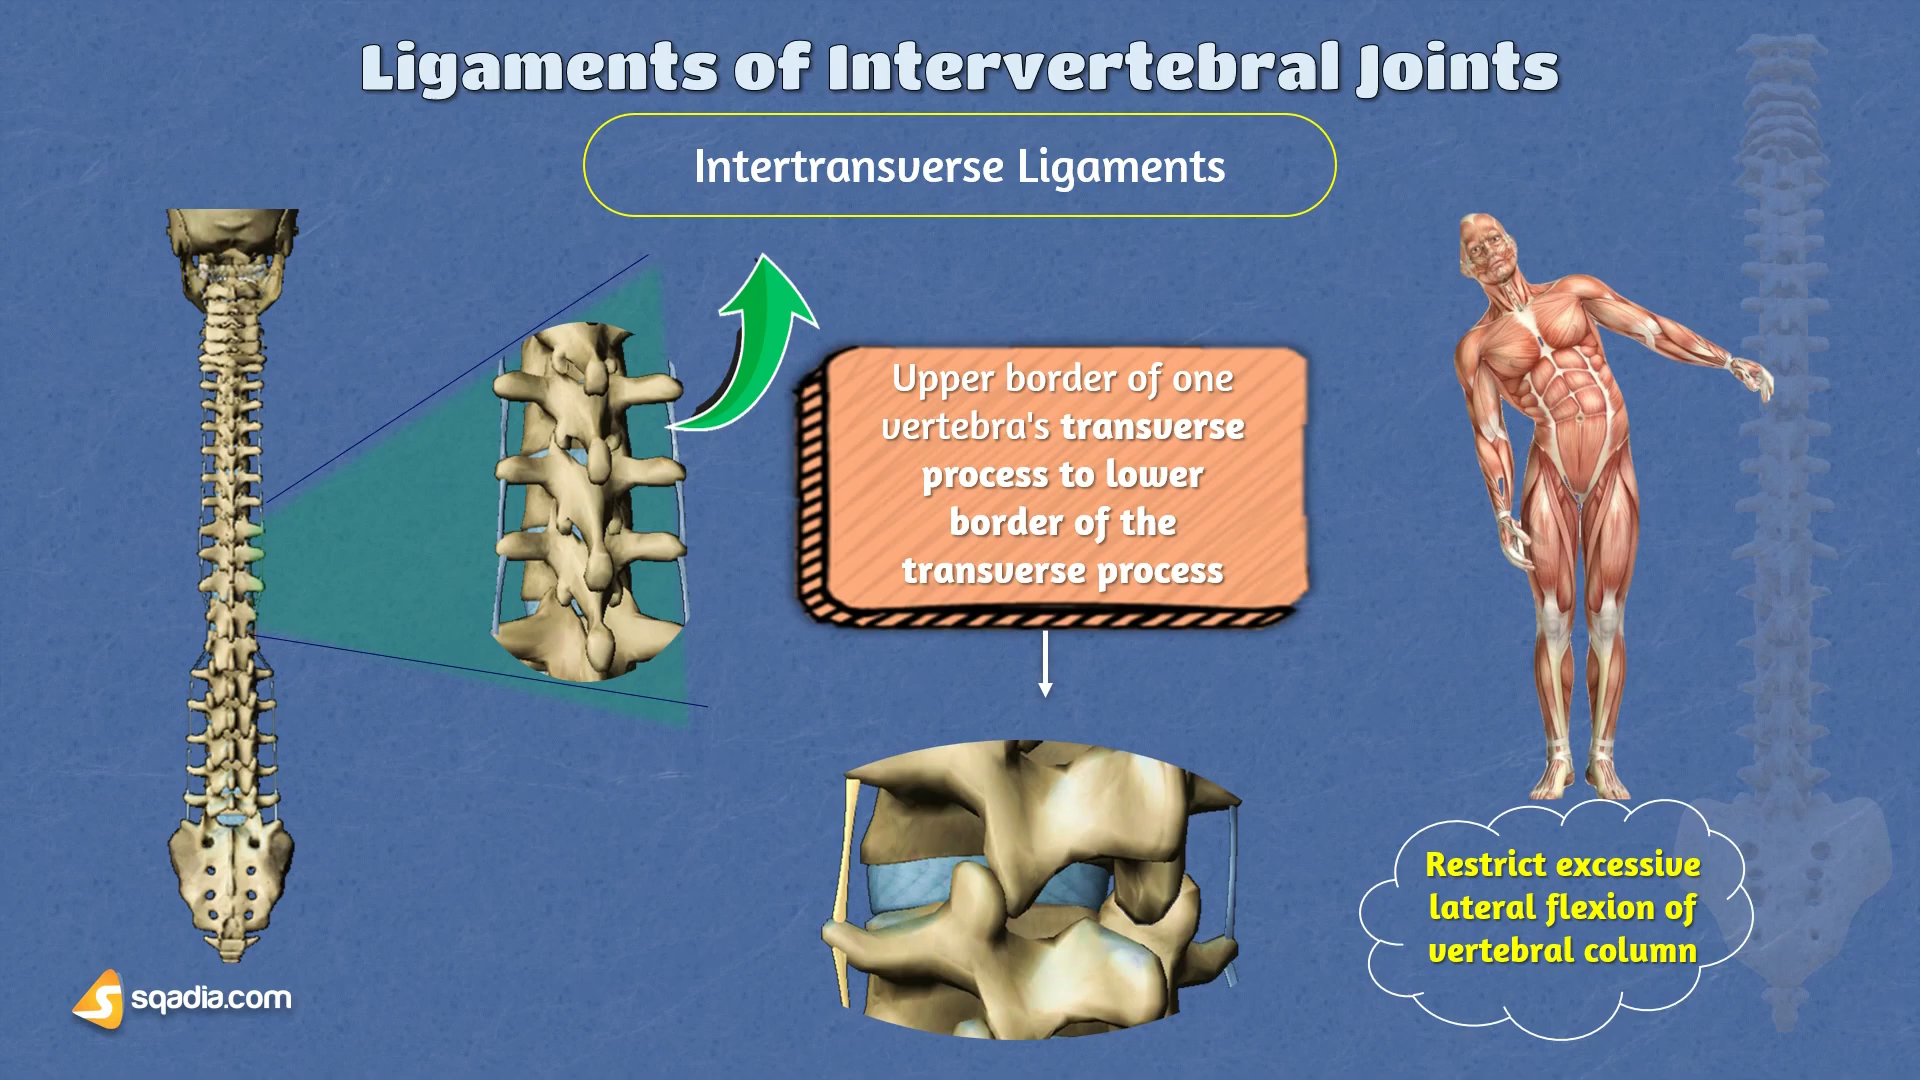 Ligaments of Intervertebral Joints
Intertransverse Ligaments
Upper border of one
vertebra's transverse
process to lower
border of the
transverse process
Restrict excessive
lateral flexion of
vertebral column
sqadia.com